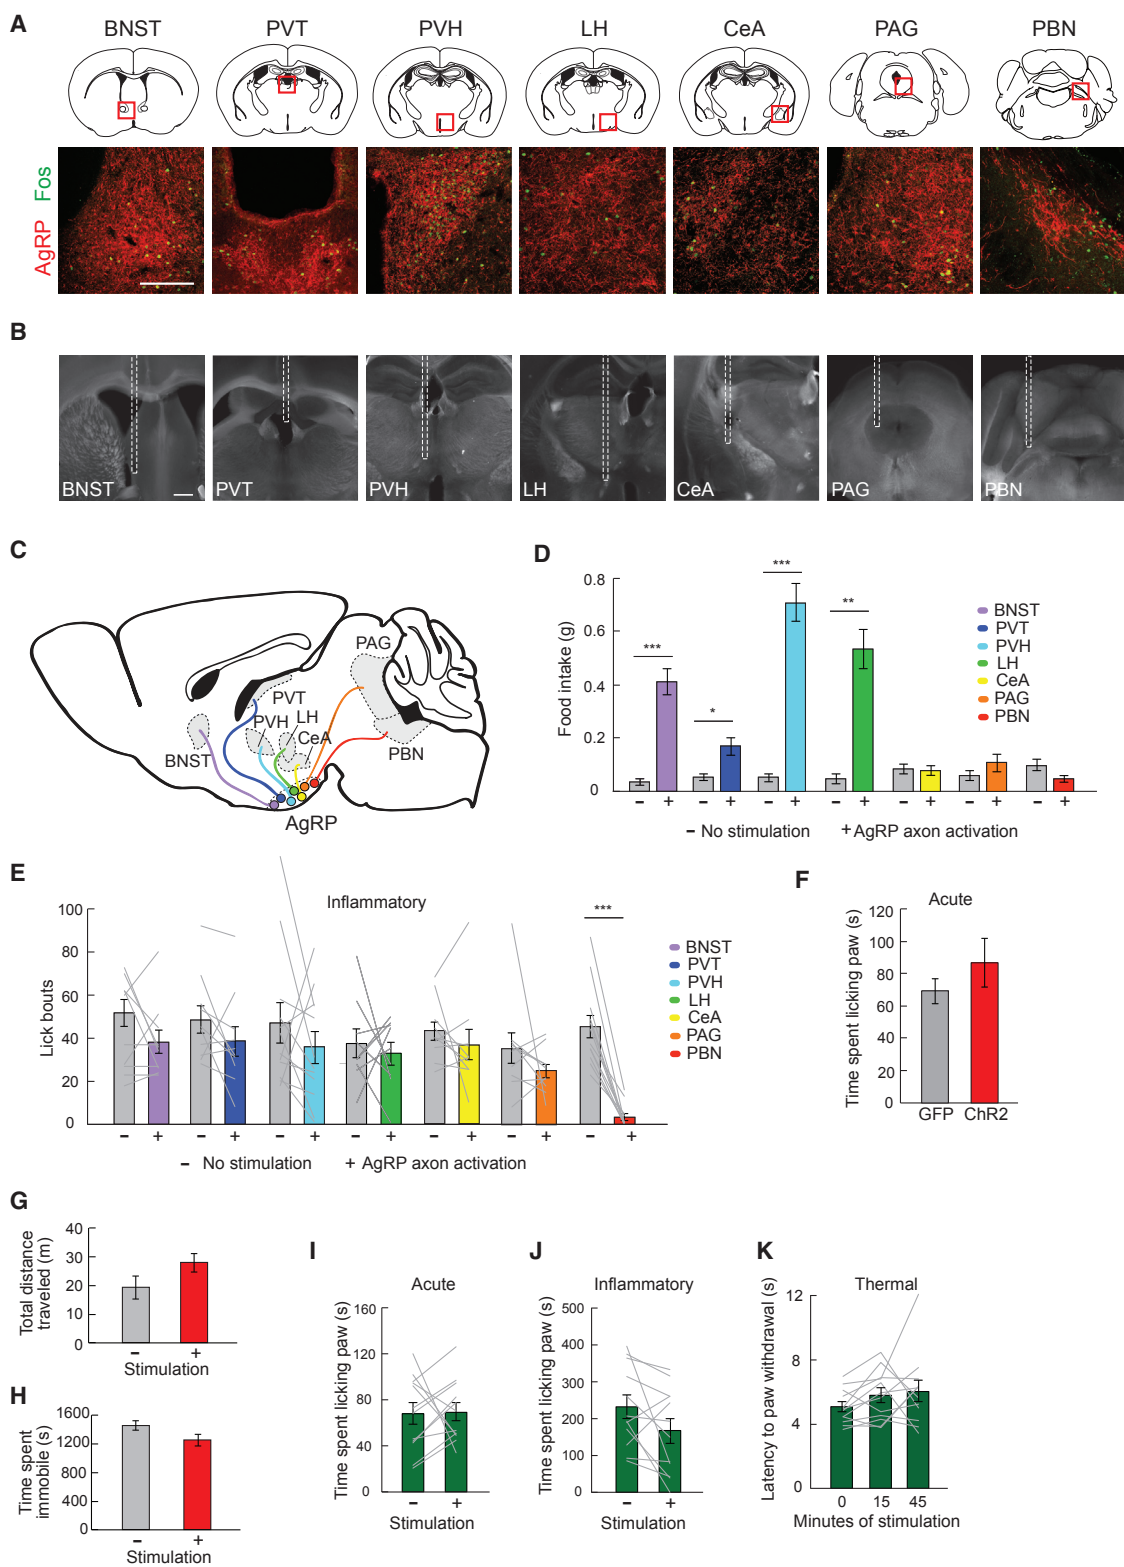 A
BNST PVT PVH LH CeA PAG PBN
AgRP Fos
B
BNST PVT PVH LH CeA PAG PBN
C
PAG
PVT
LH
PVH
CeA
BNST
PBN
AgRP
D
Food intake (g)
0.8
0.6
0.4
0.2
0
***
*
***
**
BNST
PVT
PVH
LH
CeA
PAG
PBN
− + − + − + − + − + − + − +
− No stimulation + AgRP axon activation
E
Inflammatory
Lick bouts
100
80
60
40
20
0
***
BNST
PVT
PVH
LH
CeA
PAG
PBN
− + − + − + − + − + − + − +
− No stimulation + AgRP axon activation
F
Acute
Time spent licking paw (s)
120
100
80
60
40
20
0
GFP ChR2
G
Total distance
traveled (m)
40
30
20
10
0
− +
Stimulation
H
Time spent
immobile (s)
1600
1200
800
400
0
− +
Stimulation
I
Acute
Time spent licking paw (s)
160
120
80
40
0
− +
Stimulation
J
Inflammatory
Time spent licking paw (s)
500
400
300
200
100
0
− +
Stimulation
K
Thermal
Latency to paw withdrawal (s)
12
8
4
0
0 15 45
Minutes of stimulation